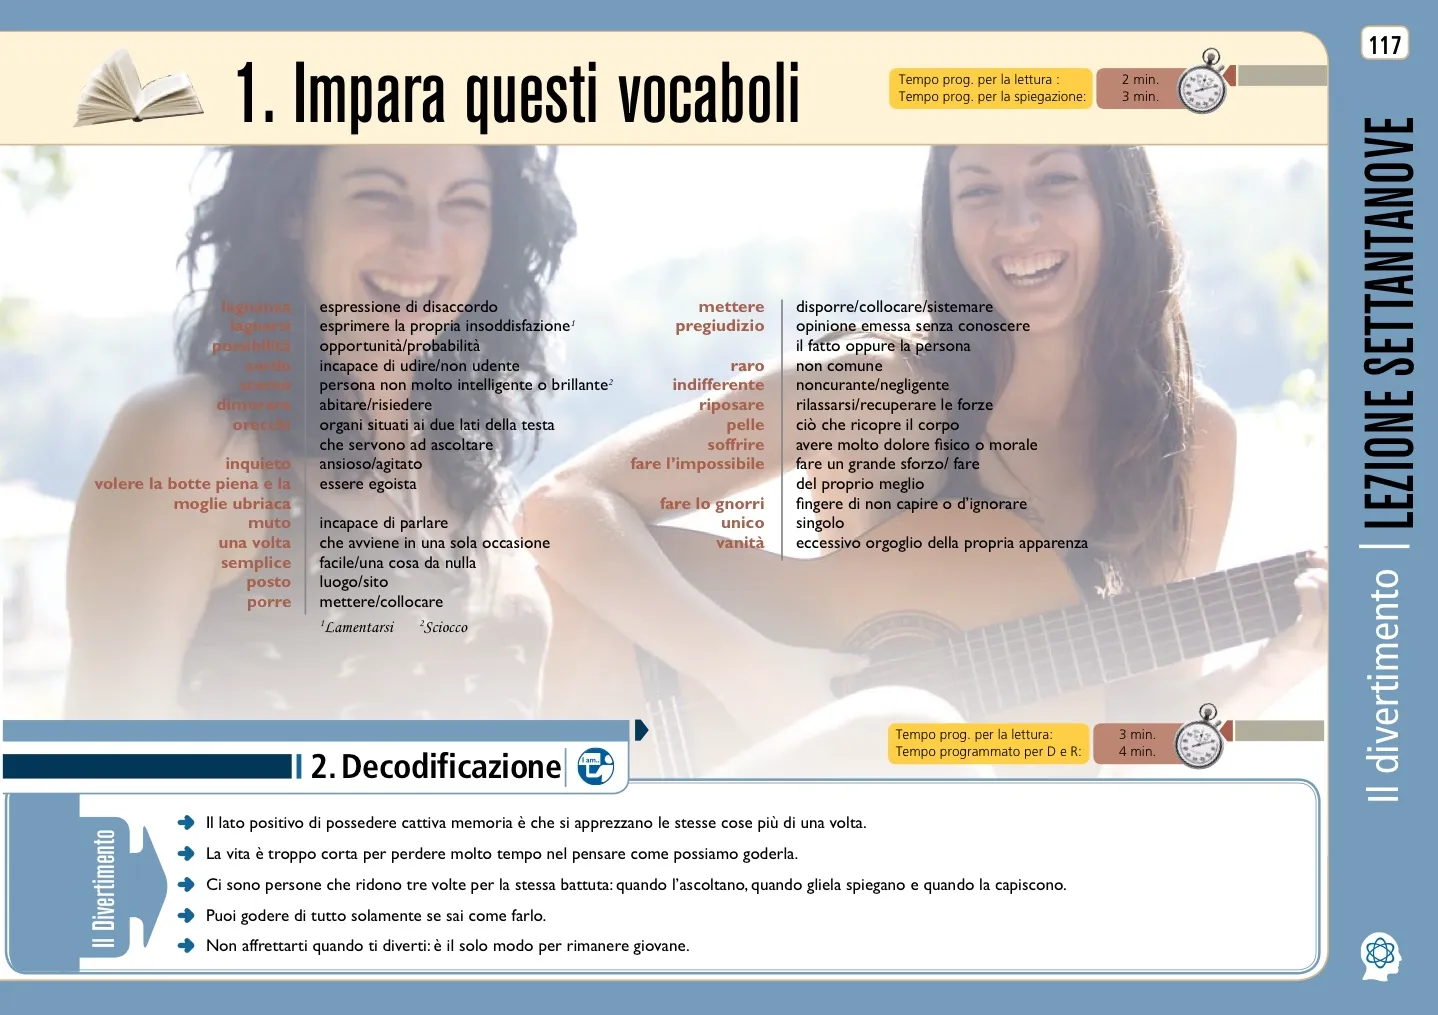 117
1. Impara questi vocaboli
Tempo prog. per la lettura : 2 min.
Tempo prog. per la spiegazione: 3 min.
lagnanza espressione di disaccordo
lagnarsi esprimere la propria insoddisfazione¹
possibilità opportunità/probabilità
sordo incapace di udire/non udente
persona non molto intelligente o brillante²
dimorare abitare/risiedere
orecchi organi situati ai due lati della testa
che servono ad ascoltare
inquieto ansioso/agitato
volere la botte piena e la essere egoista
moglie ubriaca
muto incapace di parlare
una volta che avviene in una sola occasione
semplice facile/una cosa da nulla
posto luogo/sito
porre mettere/collocare
¹Lamentarsi ²Sciocco
mettere disporre/collocare/sistemare
pregiudizio opinione emessa senza conoscere
il fatto oppure la persona
raro non comune
indifferente noncurante/negligente
riposare rilassarsi/recuperare le forze
pelle ciò che ricopre il corpo
soffrire avere molto dolore fisico o morale
fare l'impossibile fare un grande sforzo/ fare
del proprio meglio
fare lo gnorri fingere di non capire o d'ignorare
unico singolo
vanità eccessivo orgoglio della propria apparenza
2. Decodificazione
I am...
Tempo prog. per la lettura: 3 min.
Tempo programmato per D e R: 4 min.
Il Divertimento
Il lato positivo di possedere cattiva memoria è che si apprezzano le stesse cose più di una volta.
La vita è troppo corta per perdere molto tempo nel pensare come possiamo goderla.
Ci sono persone che ridono tre volte per la stessa battuta: quando l'ascoltano, quando gliela spiegano e quando la capiscono.
Puoi godere di tutto solamente se sai come farlo.
Non affrettarti quando ti diverti: è il solo modo per rimanere giovane.
Il divertimento | LEZIONE SETTANTANOVE